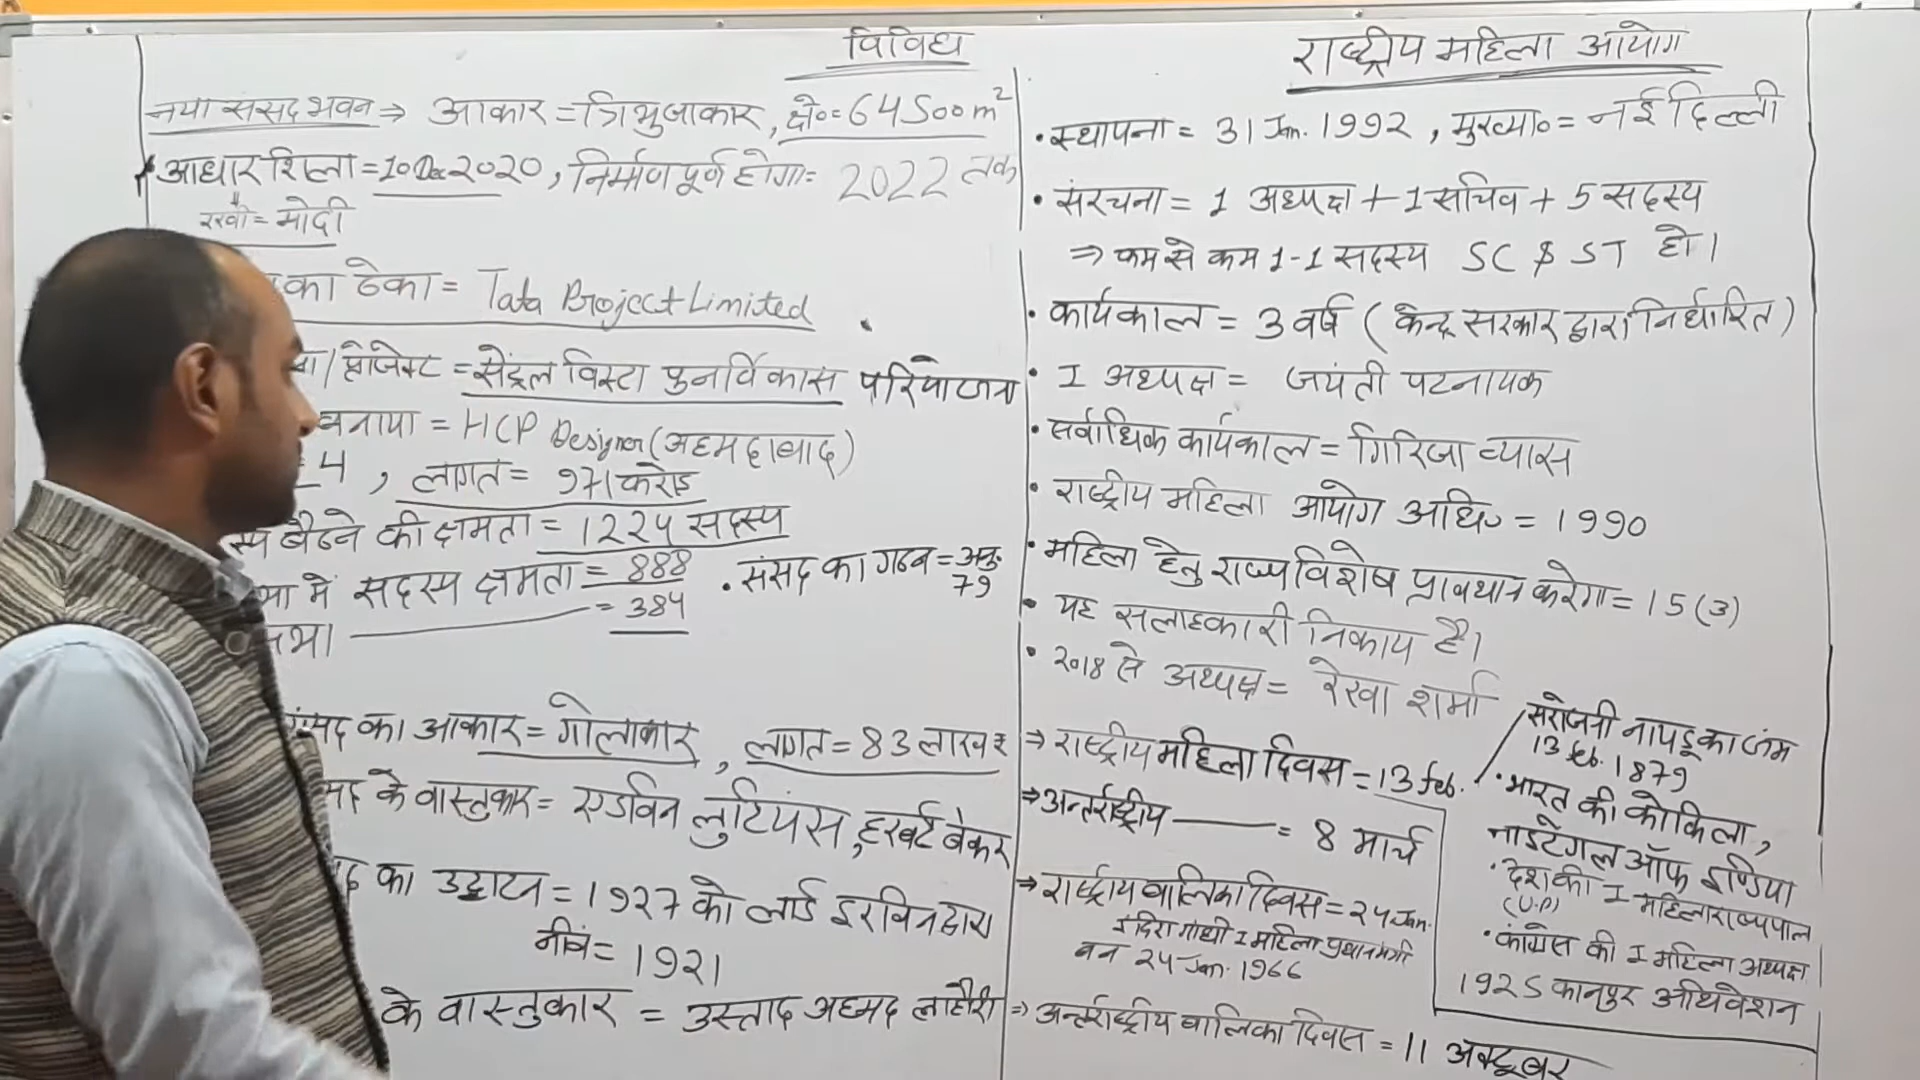 विविध
नया संसद भवन ⇒ आकार = त्रिभुजाकार, क्षे० = 64500 m²
आधारशिला = 10 Dec 2020, निर्माण पूर्ण होगा = 2022 तक
रखी = मोदी
का ठेका = Tata Project Limited
प्रोजेक्ट = सेंट्रल विस्टा पुनर्विकास परियोजना
बनाया = HCP Designer (अहमदाबाद)
= 4, लागत = 971 करोड़
बैठने की क्षमता = 1224 सदस्य
में सदस्य क्षमता = 888
= 384
• संसद का गठन = अनु. 79
का आकार = गोलाकार, लागत = 83 लाख ₹
के वास्तुकार = एडविन लुटियंस, हरबर्ट बेकर
का उद्घाटन = 1927 को लार्ड इरविन द्वारा
नीवं = 1921
के वास्तुकार = उस्ताद अहमद लाहौरी
राष्ट्रीय महिला आयोग
• स्थापना = 31 Jan. 1992, मुख्या० = नई दिल्ली
• संरचना = 1 अध्यक्ष + 1 सचिव + 5 सदस्य
⇒ कम से कम 1-1 सदस्य SC & ST हो।
• कार्यकाल = 3 वर्ष (केन्द्र सरकार द्वारा निर्धारित)
• I अध्यक्ष = जयंती पटनायक
• सर्वाधिक कार्यकाल = गिरिजा व्यास
• राष्ट्रीय महिला आयोग अधि० = 1990
• महिला हेतु राज्य विशेष प्रावधान करेगा = 15(3)
• यह सलाहकारी निकाय है।
• 2018 से अध्यक्ष = रेखा शर्मा
⇒ राष्ट्रीय महिला दिवस = 13 feb.
⇒ अन्तर्राष्ट्रीय —— = 8 मार्च
⇒ राष्ट्रीय बालिका दिवस = 24 Jan.
इंदिरा गांधी I महिला प्रधानमंत्री
बन 24 Jan. 1966
⇒ अन्तर्राष्ट्रीय बालिका दिवस = 11 अक्टूबर
सरोजनी नायडू का जंम
13 feb. 1879
• भारत की कोकिला,
नाइटेंगल ऑफ इण्डिया
• देश की I महिला राज्यपाल
(U.P)
• कांग्रेस की I महिला अध्यक्ष
1925 कानपुर अधिवेशन